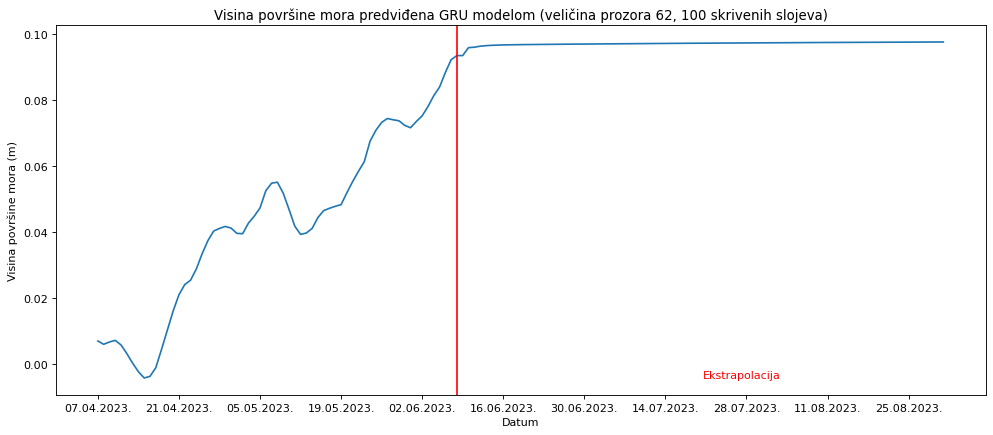 Visina površine mora predviđena GRU modelom (veličina prozora 62, 100 skrivenih slojeva)
Visina površine mora (m)
0.10
0.08
0.06
0.04
0.02
0.00
Ekstrapolacija
07.04.2023. 21.04.2023. 05.05.2023. 19.05.2023. 02.06.2023. 16.06.2023. 30.06.2023. 14.07.2023. 28.07.2023. 11.08.2023. 25.08.2023.
Datum